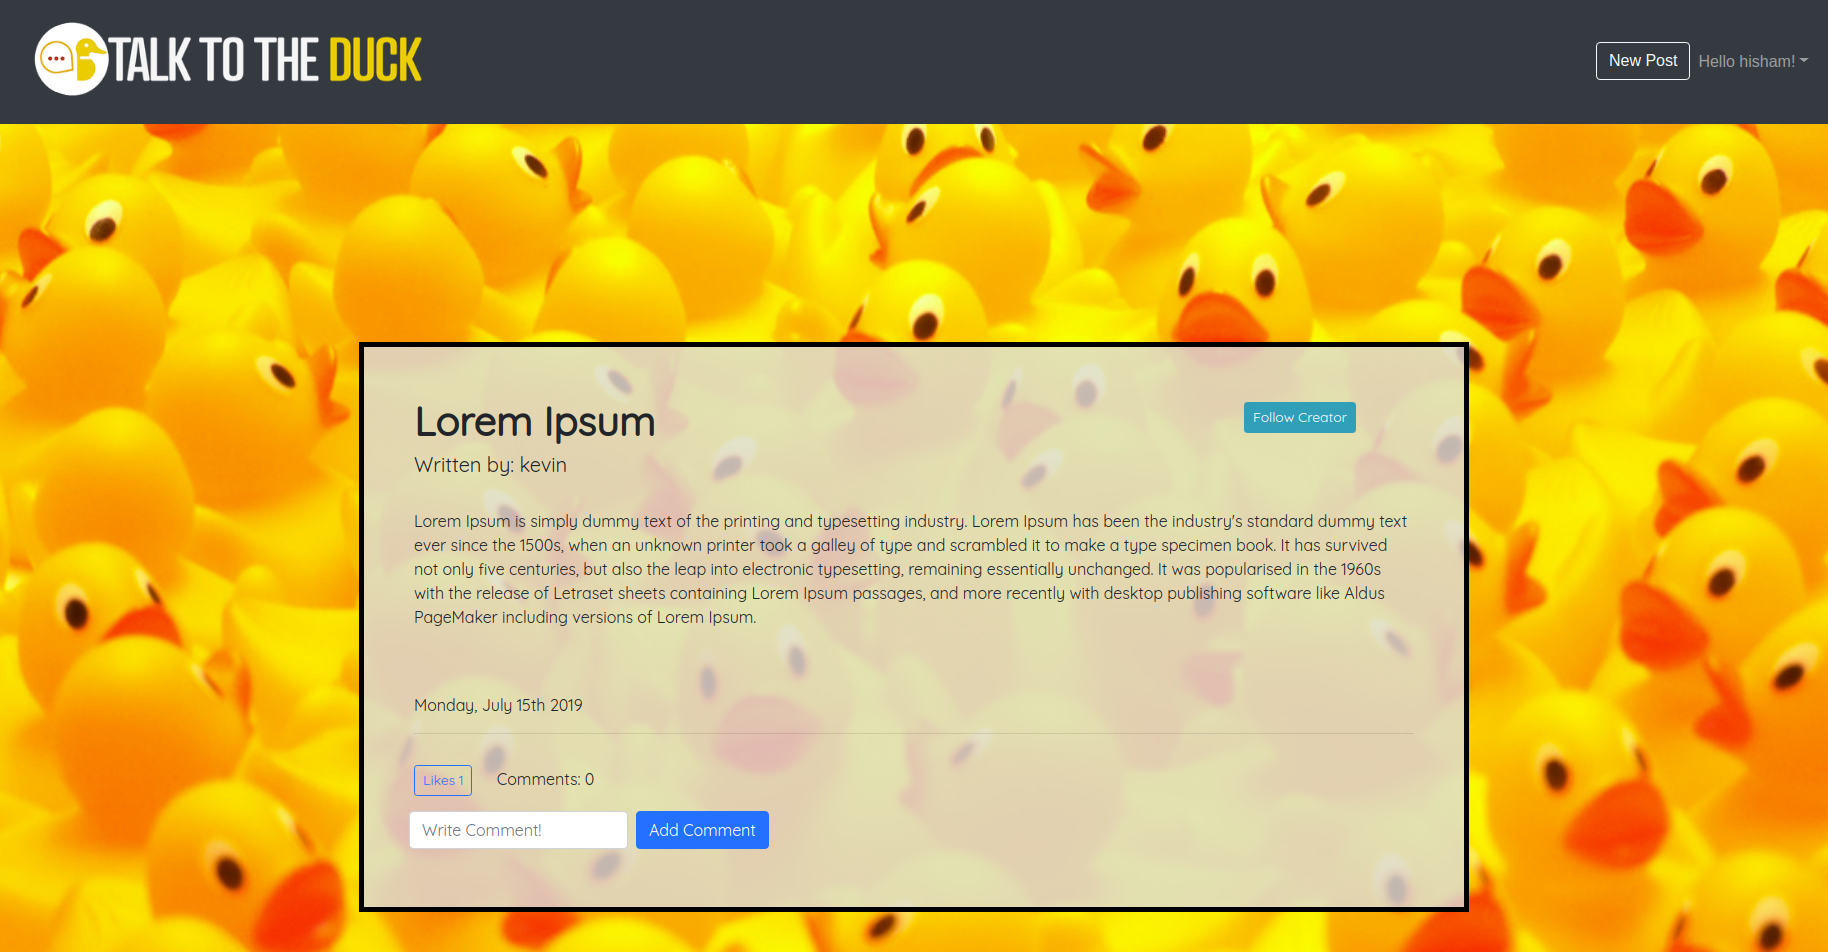 TALK TO THE DUCK
New Post
Hello hisham!
Lorem Ipsum
Follow Creator
Written by: kevin
Lorem Ipsum is simply dummy text of the printing and typesetting industry. Lorem Ipsum has been the industry's standard dummy text
ever since the 1500s, when an unknown printer took a galley of type and scrambled it to make a type specimen book. It has survived
not only five centuries, but also the leap into electronic typesetting, remaining essentially unchanged. It was popularised in the 1960s
with the release of Letraset sheets containing Lorem Ipsum passages, and more recently with desktop publishing software like Aldus
PageMaker including versions of Lorem Ipsum.
Monday, July 15th 2019
Likes 1
Comments: 0
Write Comment!
Add Comment